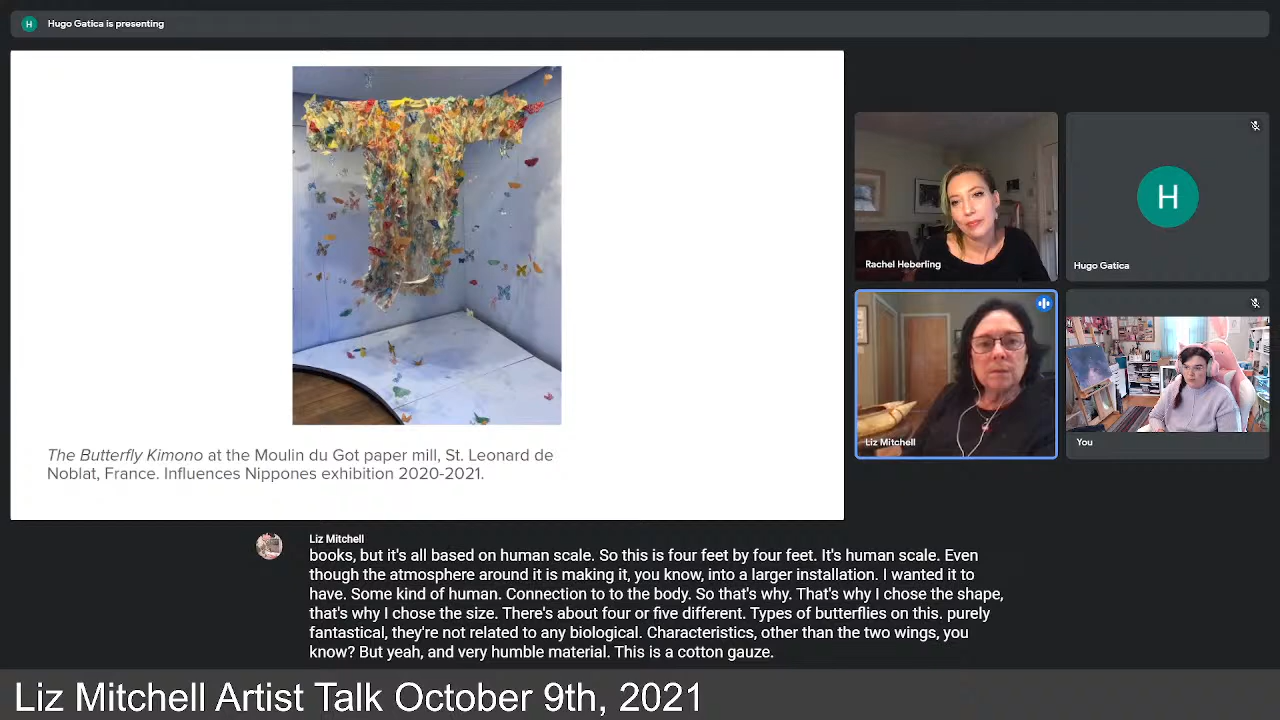 H Hugo Gatica is presenting
The Butterfly Kimono at the Moulin du Got paper mill, St. Leonard de
Noblat, France. Influences Nippones exhibition 2020-2021.
Rachel Heberling
H
Hugo Gatica
Liz Mitchell
You
Liz Mitchell
books, but it's all based on human scale. So this is four feet by four feet. It's human scale. Even
though the atmosphere around it is making it, you know, into a larger installation. I wanted it to
have. Some kind of human. Connection to to the body. So that's why. That's why I chose the shape,
that's why I chose the size. There's about four or five different. Types of butterflies on this. purely
fantastical, they're not related to any biological. Characteristics, other than the two wings, you
know? But yeah, and very humble material. This is a cotton gauze.
Liz Mitchell Artist Talk October 9th, 2021